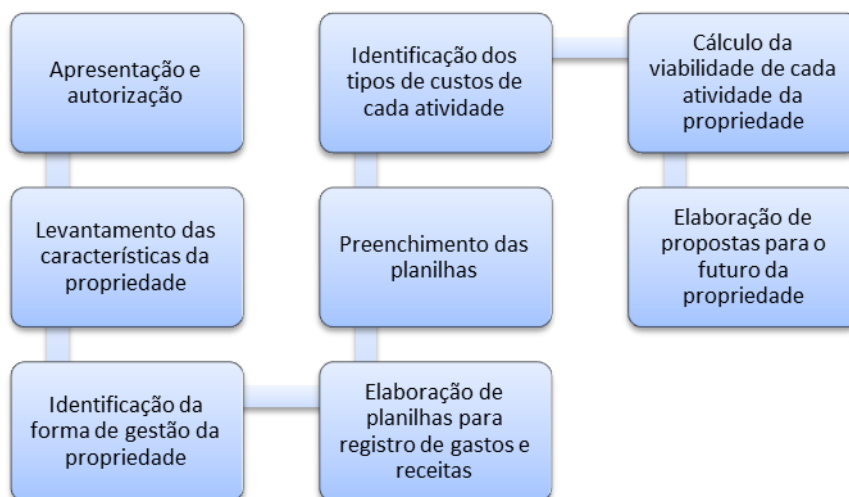 Apresentação e
autorização
Levantamento das
características da
propriedade
Identificação da
forma de gestão da
propriedade
Elaboração de
planilhas para
registro de gastos e
receitas
Preenchimento das
planilhas
Identificação dos
tipos de custos de
cada atividade
Cálculo da
viabilidade de cada
atividade da
propriedade
Elaboração de
propostas para o
futuro da
propriedade